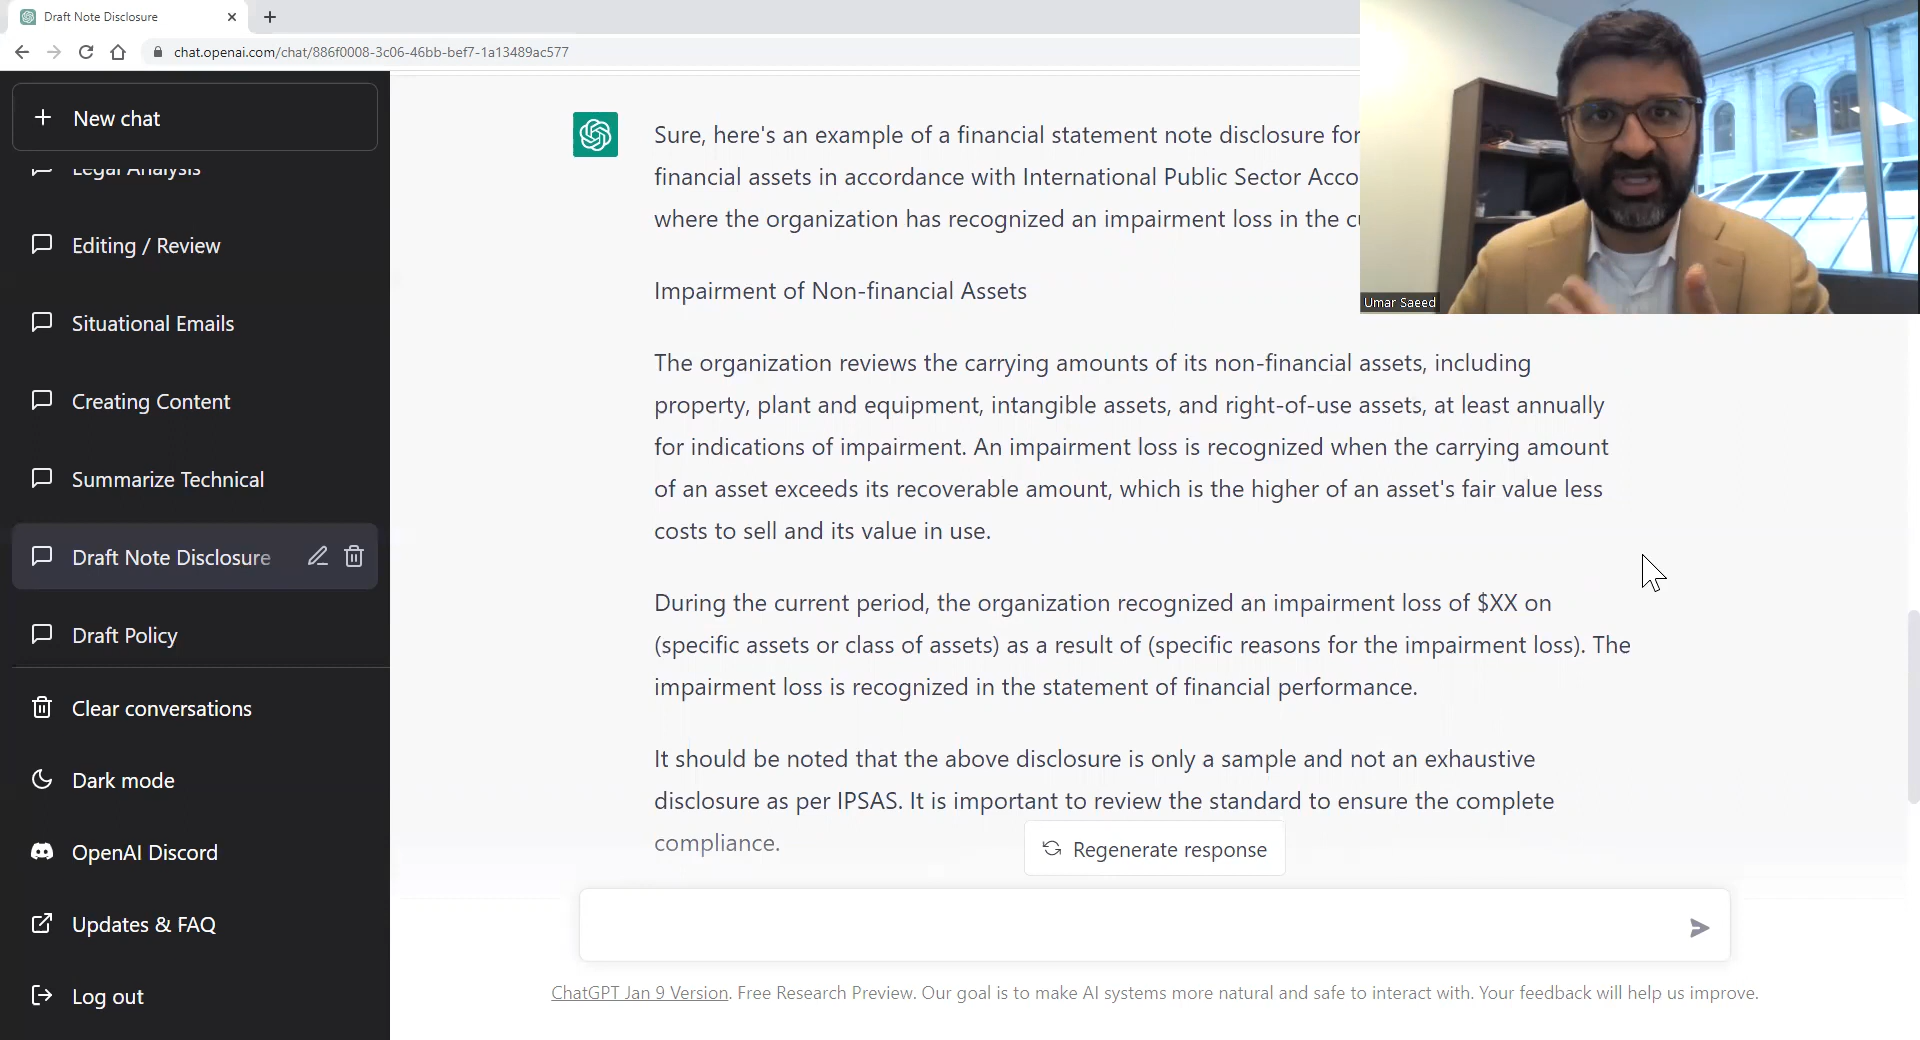 Draft Note Disclosure
chat.openai.com/chat/886f0008-3c06-46bb-bef7-1a13489ac577
New chat
Legal Analysis
Editing / Review
Situational Emails
Creating Content
Summarize Technical
Draft Note Disclosure
Draft Policy
Clear conversations
Dark mode
OpenAI Discord
Updates & FAQ
Log out
Sure, here's an example of a financial statement note disclosure for
financial assets in accordance with International Public Sector Acco
where the organization has recognized an impairment loss in the
Impairment of Non-financial Assets
The organization reviews the carrying amounts of its non-financial assets, including
property, plant and equipment, intangible assets, and right-of-use assets, at least annually
for indications of impairment. An impairment loss is recognized when the carrying amount
of an asset exceeds its recoverable amount, which is the higher of an asset's fair value less
costs to sell and its value in use.
During the current period, the organization recognized an impairment loss of $XX on
(specific assets or class of assets) as a result of (specific reasons for the impairment loss). The
impairment loss is recognized in the statement of financial performance.
It should be noted that the above disclosure is only a sample and not an exhaustive
disclosure as per IPSAS. It is important to review the standard to ensure the complete
compliance.
Regenerate response
ChatGPT Jan 9 Version. Free Research Preview. Our goal is to make AI systems more natural and safe to interact with. Your feedback will help us improve.
Umar Saeed